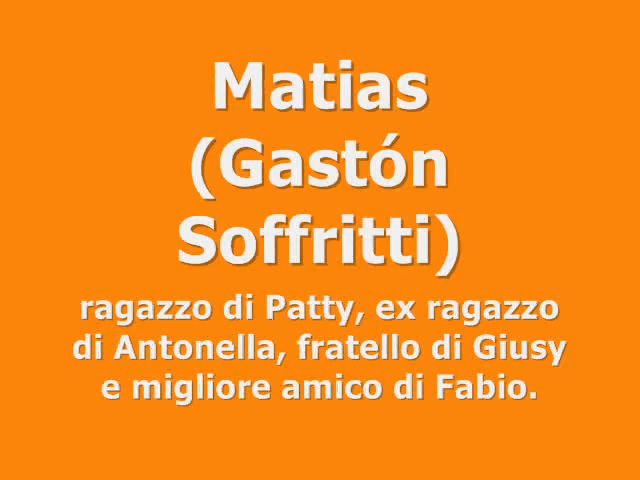 Matias
(Gastón
Soffritti)
ragazzo di Patty, ex ragazzo
di Antonella, fratello di Giusy
e migliore amico di Fabio.